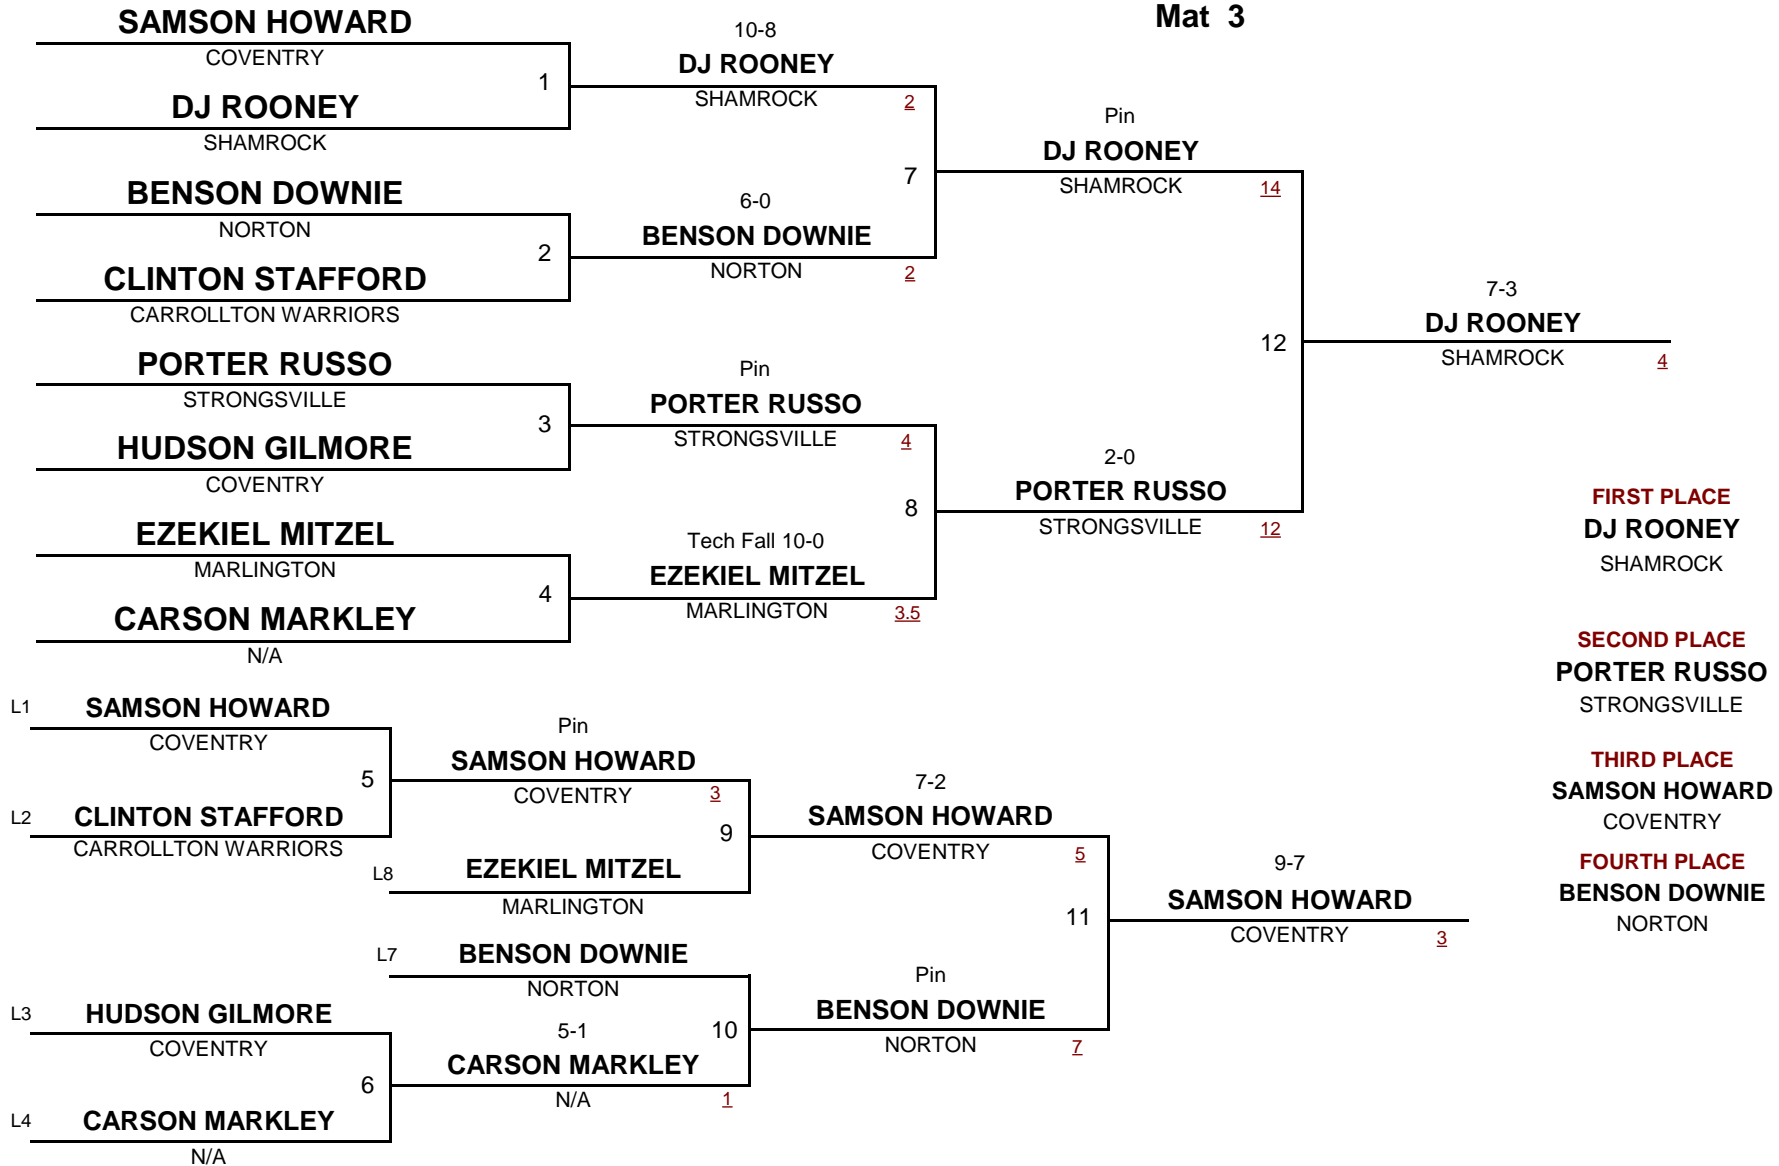 Mat 3
SAMSON HOWARD
COVENTRY
1
DJ ROONEY
SHAMROCK
10-8
DJ ROONEY
SHAMROCK
2
BENSON DOWNIE
NORTON
2
CLINTON STAFFORD
CARROLLTON WARRIORS
6-0
BENSON DOWNIE
NORTON
2
7
Pin
DJ ROONEY
SHAMROCK
14
PORTER RUSSO
STRONGSVILLE
3
HUDSON GILMORE
COVENTRY
Pin
PORTER RUSSO
STRONGSVILLE
4
EZEKIEL MITZEL
MARLINGTON
4
CARSON MARKLEY
N/A
Tech Fall 10-0
EZEKIEL MITZEL
MARLINGTON
3.5
8
2-0
PORTER RUSSO
STRONGSVILLE
12
12
7-3
DJ ROONEY
SHAMROCK
4
FIRST PLACE
DJ ROONEY
SHAMROCK
SECOND PLACE
PORTER RUSSO
STRONGSVILLE
THIRD PLACE
SAMSON HOWARD
COVENTRY
FOURTH PLACE
BENSON DOWNIE
NORTON
L1
SAMSON HOWARD
COVENTRY
5
L2
CLINTON STAFFORD
CARROLLTON WARRIORS
Pin
SAMSON HOWARD
COVENTRY
3
9
L8
EZEKIEL MITZEL
MARLINGTON
7-2
SAMSON HOWARD
COVENTRY
5
L7
BENSON DOWNIE
NORTON
L3
HUDSON GILMORE
COVENTRY
6
L4
CARSON MARKLEY
N/A
5-1
CARSON MARKLEY
N/A
1
10
Pin
BENSON DOWNIE
NORTON
7
11
9-7
SAMSON HOWARD
COVENTRY
3